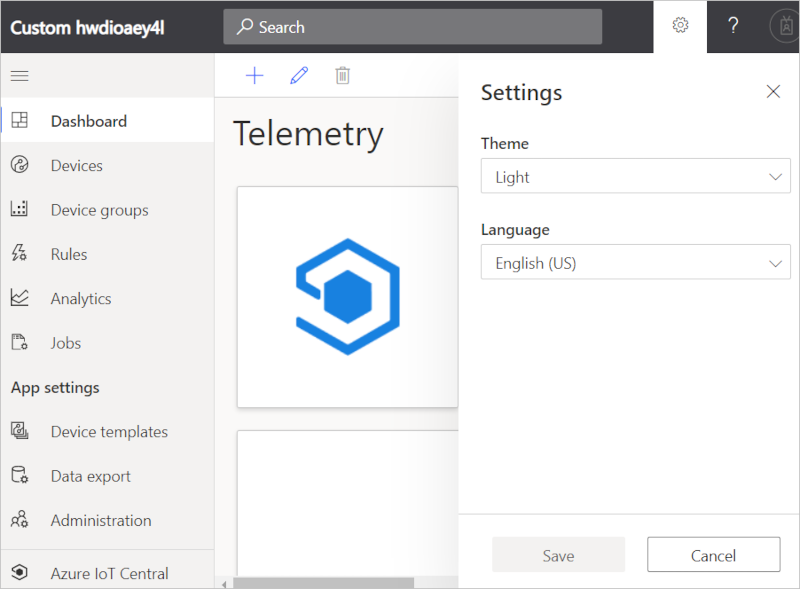 Custom hwdioaey4l
Search
?
Dashboard
Devices
Device groups
Rules
Analytics
Jobs
App settings
Device templates
Data export
Administration
Azure IoT Central
Telemetry
Settings
Theme
Light
Language
English (US)
Save
Cancel